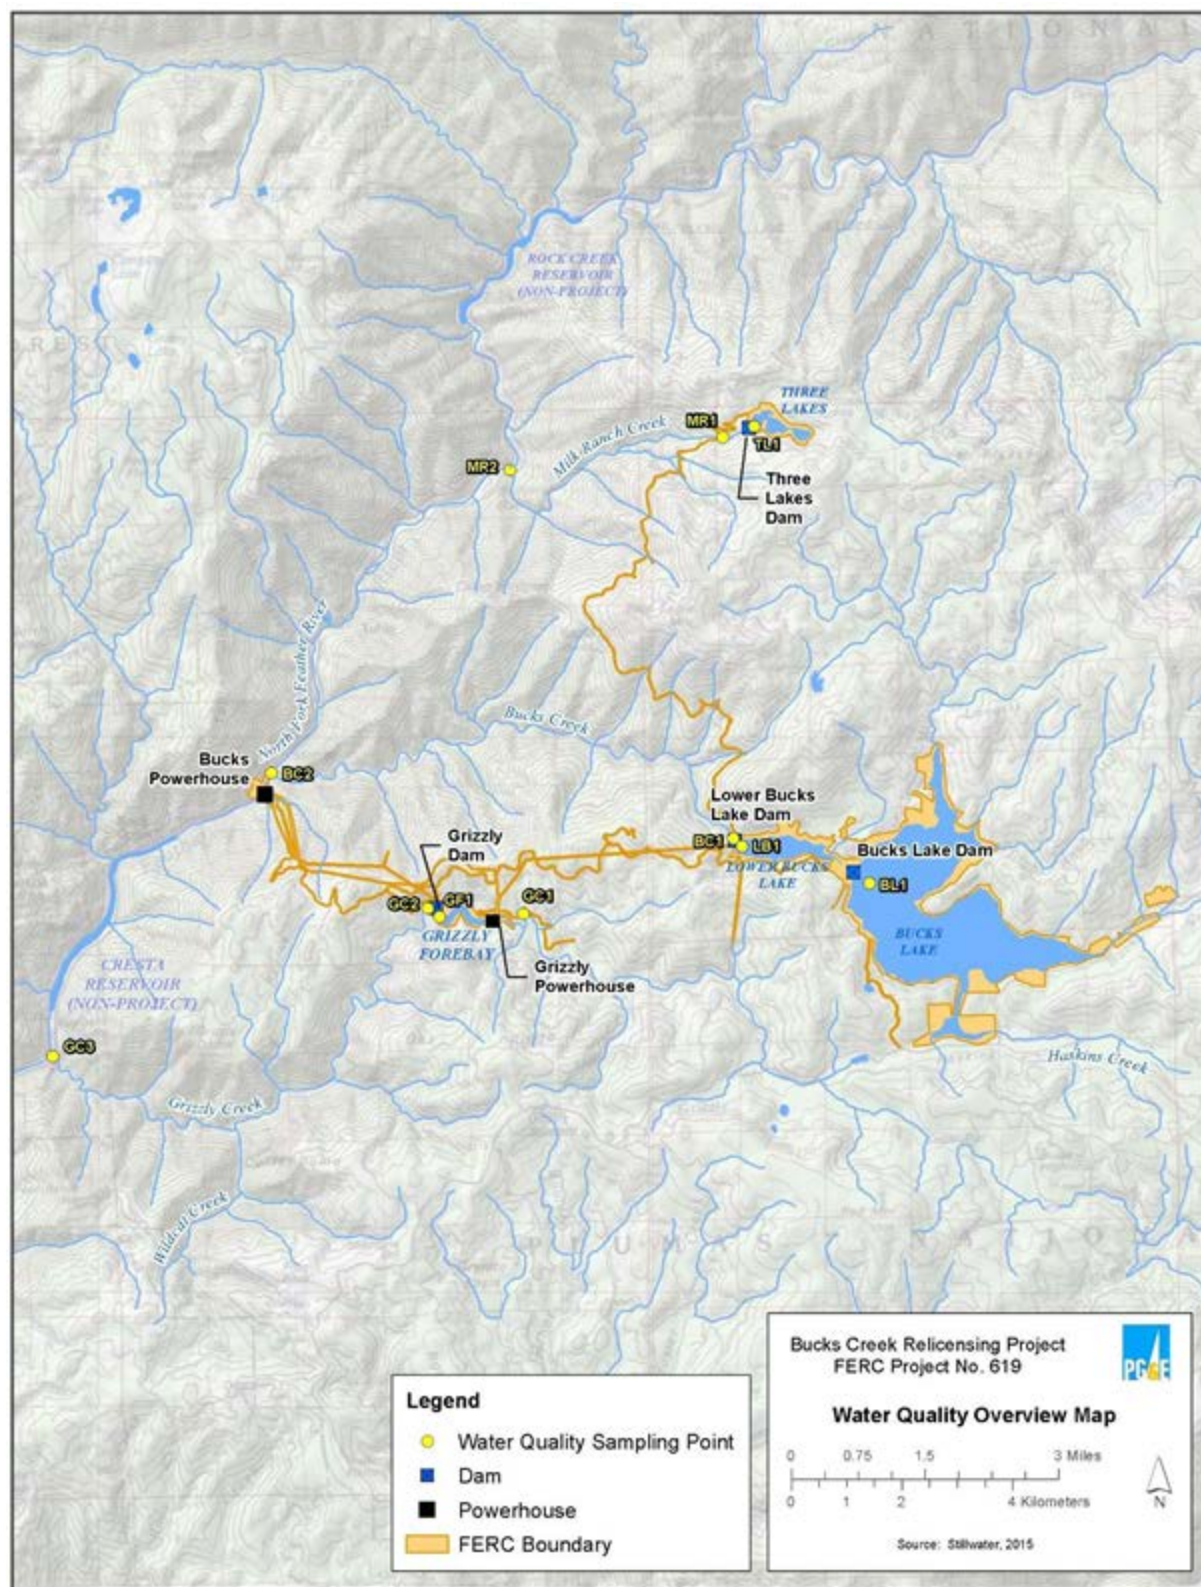 A T I O N A L
ROCK CREEK
RESERVOIR
(NON-PROJECT)
R E S T
THREE
LAKES
MR1
TL1
Milk Ranch Creek
MR2
Three
Lakes
Dam
North Fork Feather River
Bucks Creek
Bucks
Powerhouse
BC2
Lower Bucks
Lake Dam
Grizzly
Dam
BC1
LB1
LOWER BUCKS
LAKE
Bucks Lake Dam
BL1
GC2
GF1
GC1
GRIZZLY
FOREBAY
BUCKS
LAKE
CRESTA
RESERVOIR
(NON-PROJECT)
Grizzly
Powerhouse
GC3
Haskins Creek
Grizzly Creek
Wildcat Creek
P L U M A S
N A T I O N A
Bucks Creek Relicensing Project
FERC Project No. 619
PG&E
Water Quality Overview Map
0 0.75 1.5 3 Miles
0 1 2 4 Kilometers
N
Source: Stillwater, 2015
Legend
Water Quality Sampling Point
Dam
Powerhouse
FERC Boundary